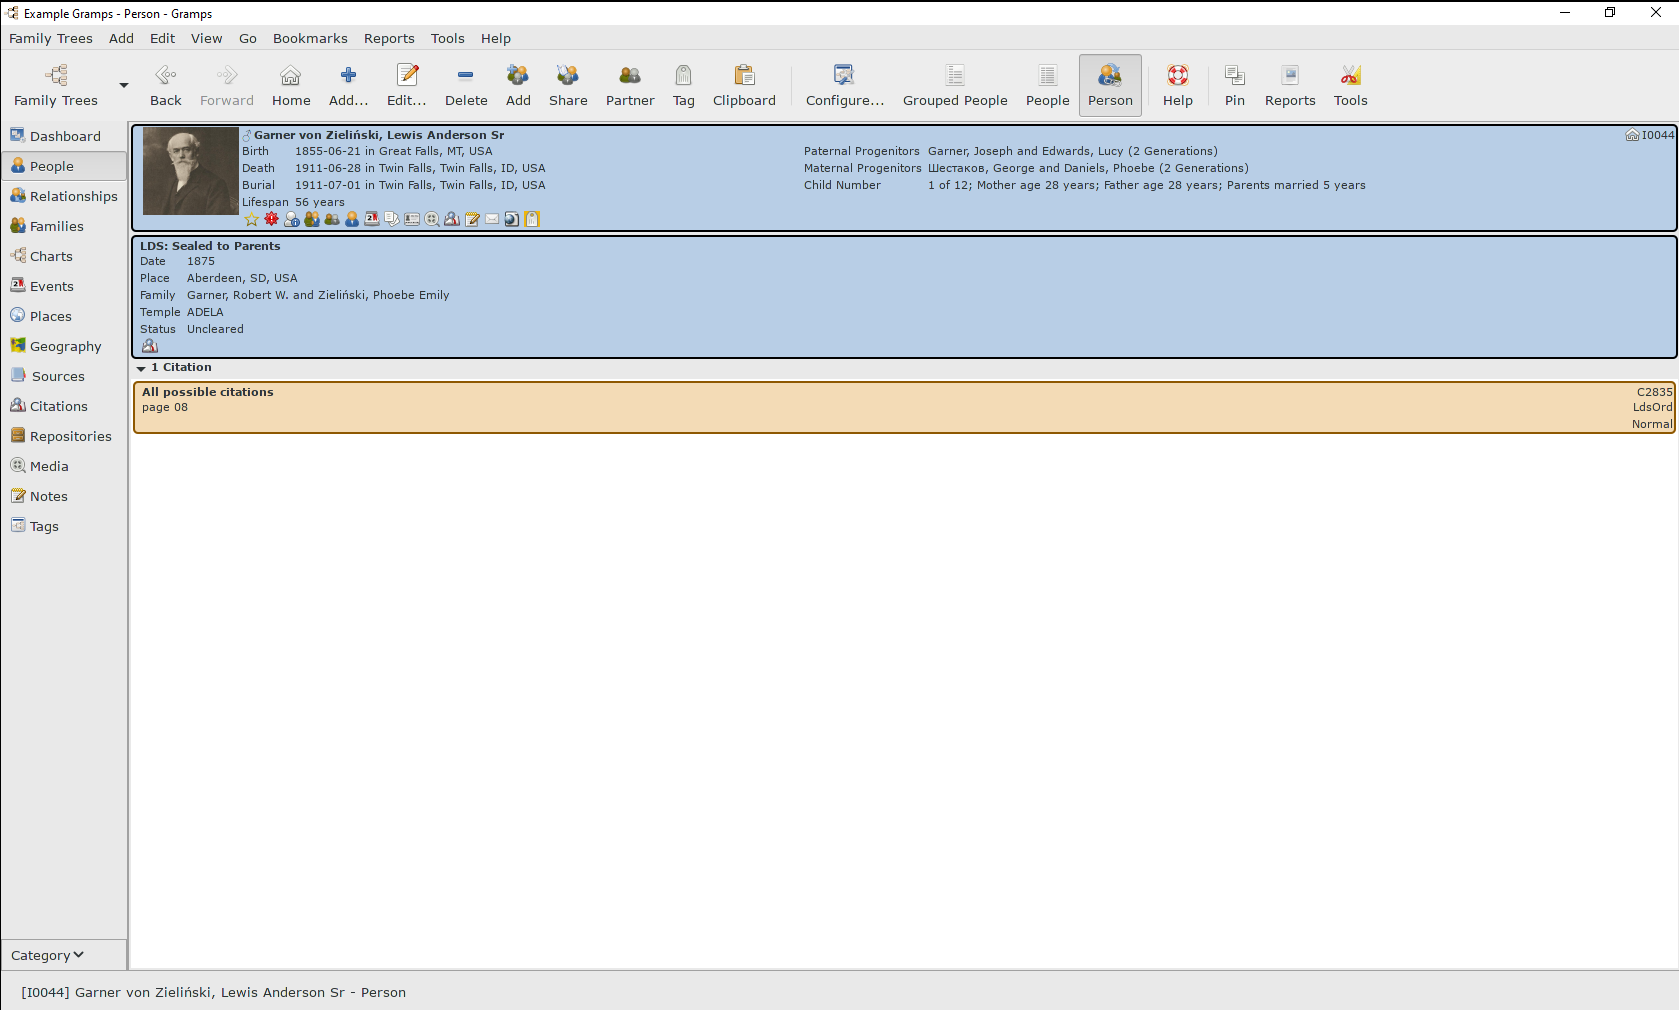 Example Gramps - Person - Gramps
Family Trees Add Edit View Go Bookmarks Reports Tools Help
Family Trees Back Forward Home Add... Edit... Delete Add Share Partner Tag Clipboard Configure... Grouped People People Person Help Pin Reports Tools
Dashboard
People
Relationships
Families
Charts
Events
Places
Geography
Sources
Citations
Repositories
Media
Notes
Tags
Category
Garner von Zieliński, Lewis Anderson Sr
I0044
Birth 1855-06-21 in Great Falls, MT, USA
Death 1911-06-28 in Twin Falls, Twin Falls, ID, USA
Burial 1911-07-01 in Twin Falls, Twin Falls, ID, USA
Lifespan 56 years
Paternal Progenitors Garner, Joseph and Edwards, Lucy (2 Generations)
Maternal Progenitors Шестаков, George and Daniels, Phoebe (2 Generations)
Child Number 1 of 12; Mother age 28 years; Father age 28 years; Parents married 5 years
LDS: Sealed to Parents
Date 1875
Place Aberdeen, SD, USA
Family Garner, Robert W. and Zieliński, Phoebe Emily
Temple ADELA
Status Uncleared
1 Citation
All possible citations
page 08
C2835
LdsOrd
Normal
[I0044] Garner von Zieliński, Lewis Anderson Sr - Person